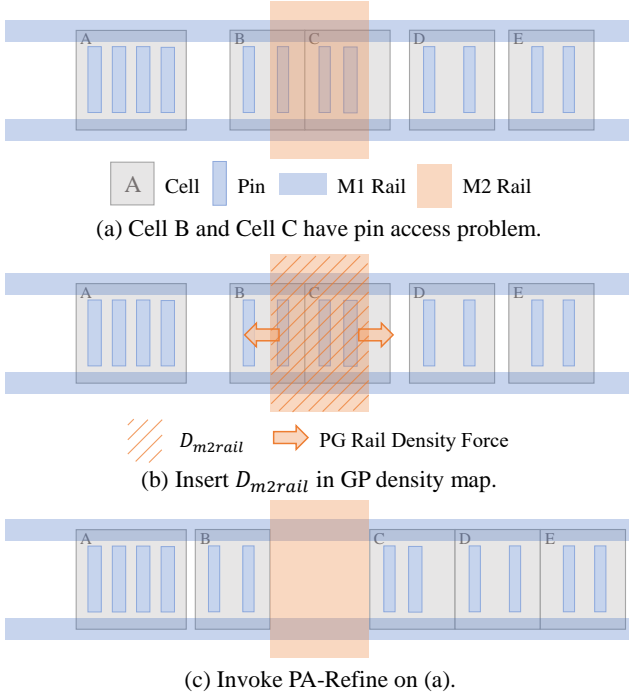 A B C D E
A Cell Pin M1 Rail M2 Rail
(a) Cell B and Cell C have pin access problem.
A B C D E
D_{m2rail} PG Rail Density Force
(b) Insert D_{m2rail} in GP density map.
A B C D E
(c) Invoke PA-Refine on (a).